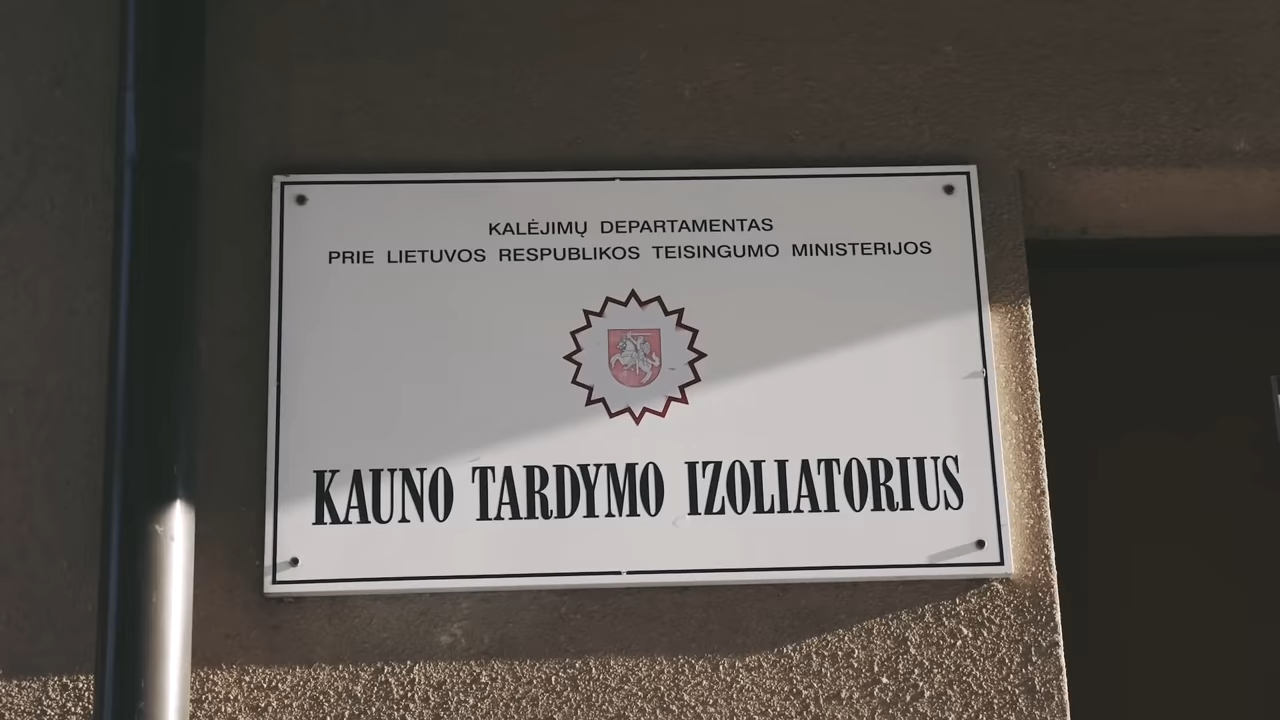 KALĖJIMŲ DEPARTAMENTAS
PRIE LIETUVOS RESPUBLIKOS TEISINGUMO MINISTERIJOS
KAUNO TARDYMO IZOLIATORIUS